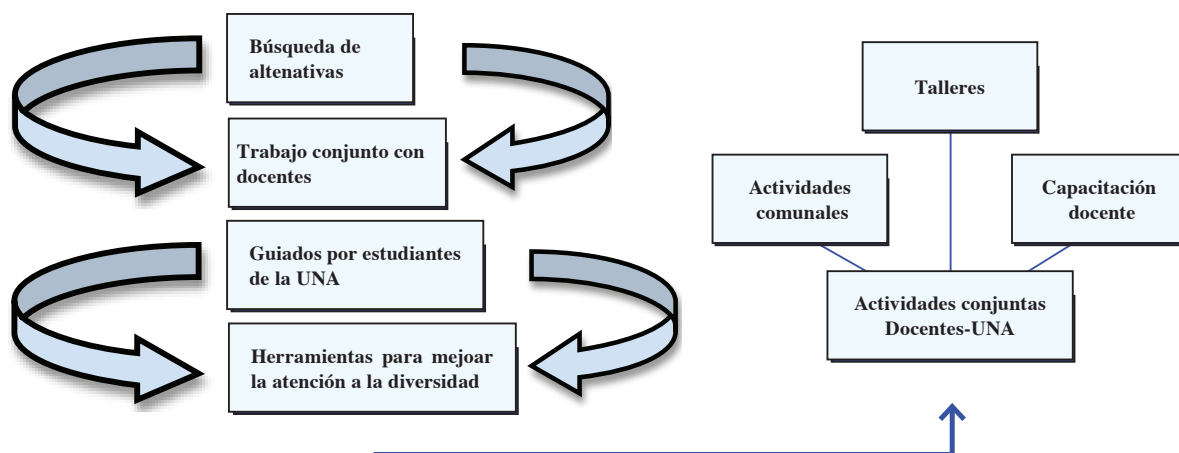 Búsqueda de
altenativas
Trabajo conjunto con
docentes
Guiados por estudiantes
de la UNA
Herramientas para mejoar
la atención a la diversidad
Talleres
Actividades
comunales
Capacitación
docente
Actividades conjuntas
Docentes-UNA